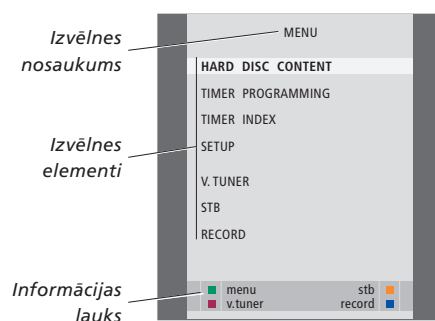 Izvēlnes
nosaukums
MENU
HARD DISC CONTENT
TIMER PROGRAMMING
TIMER INDEX
Izvēlnes
elementi
SETUP
V. TUNER
STB
RECORD
Informācijas
lauks
menu stb
v.tuner record